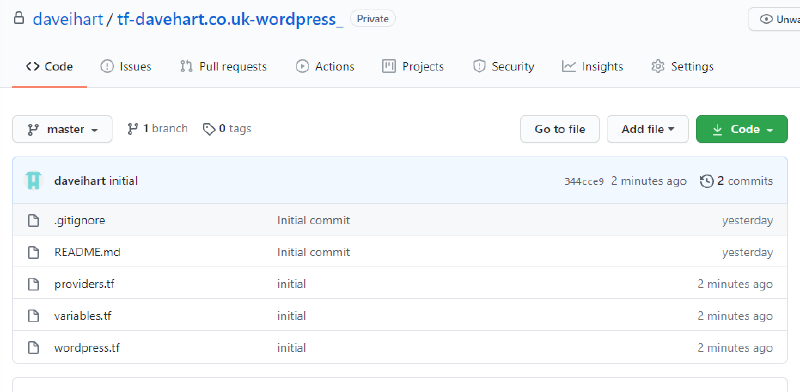 daveihart / tf-davehart.co.uk-wordpress_ Private Unwa
Code Issues Pull requests Actions Projects Security Insights Settings
master 1 branch 0 tags Go to file Add file Code
daveihart initial 344cce9 2 minutes ago 2 commits
.gitignore Initial commit yesterday
README.md Initial commit yesterday
providers.tf initial 2 minutes ago
variables.tf initial 2 minutes ago
wordpress.tf initial 2 minutes ago